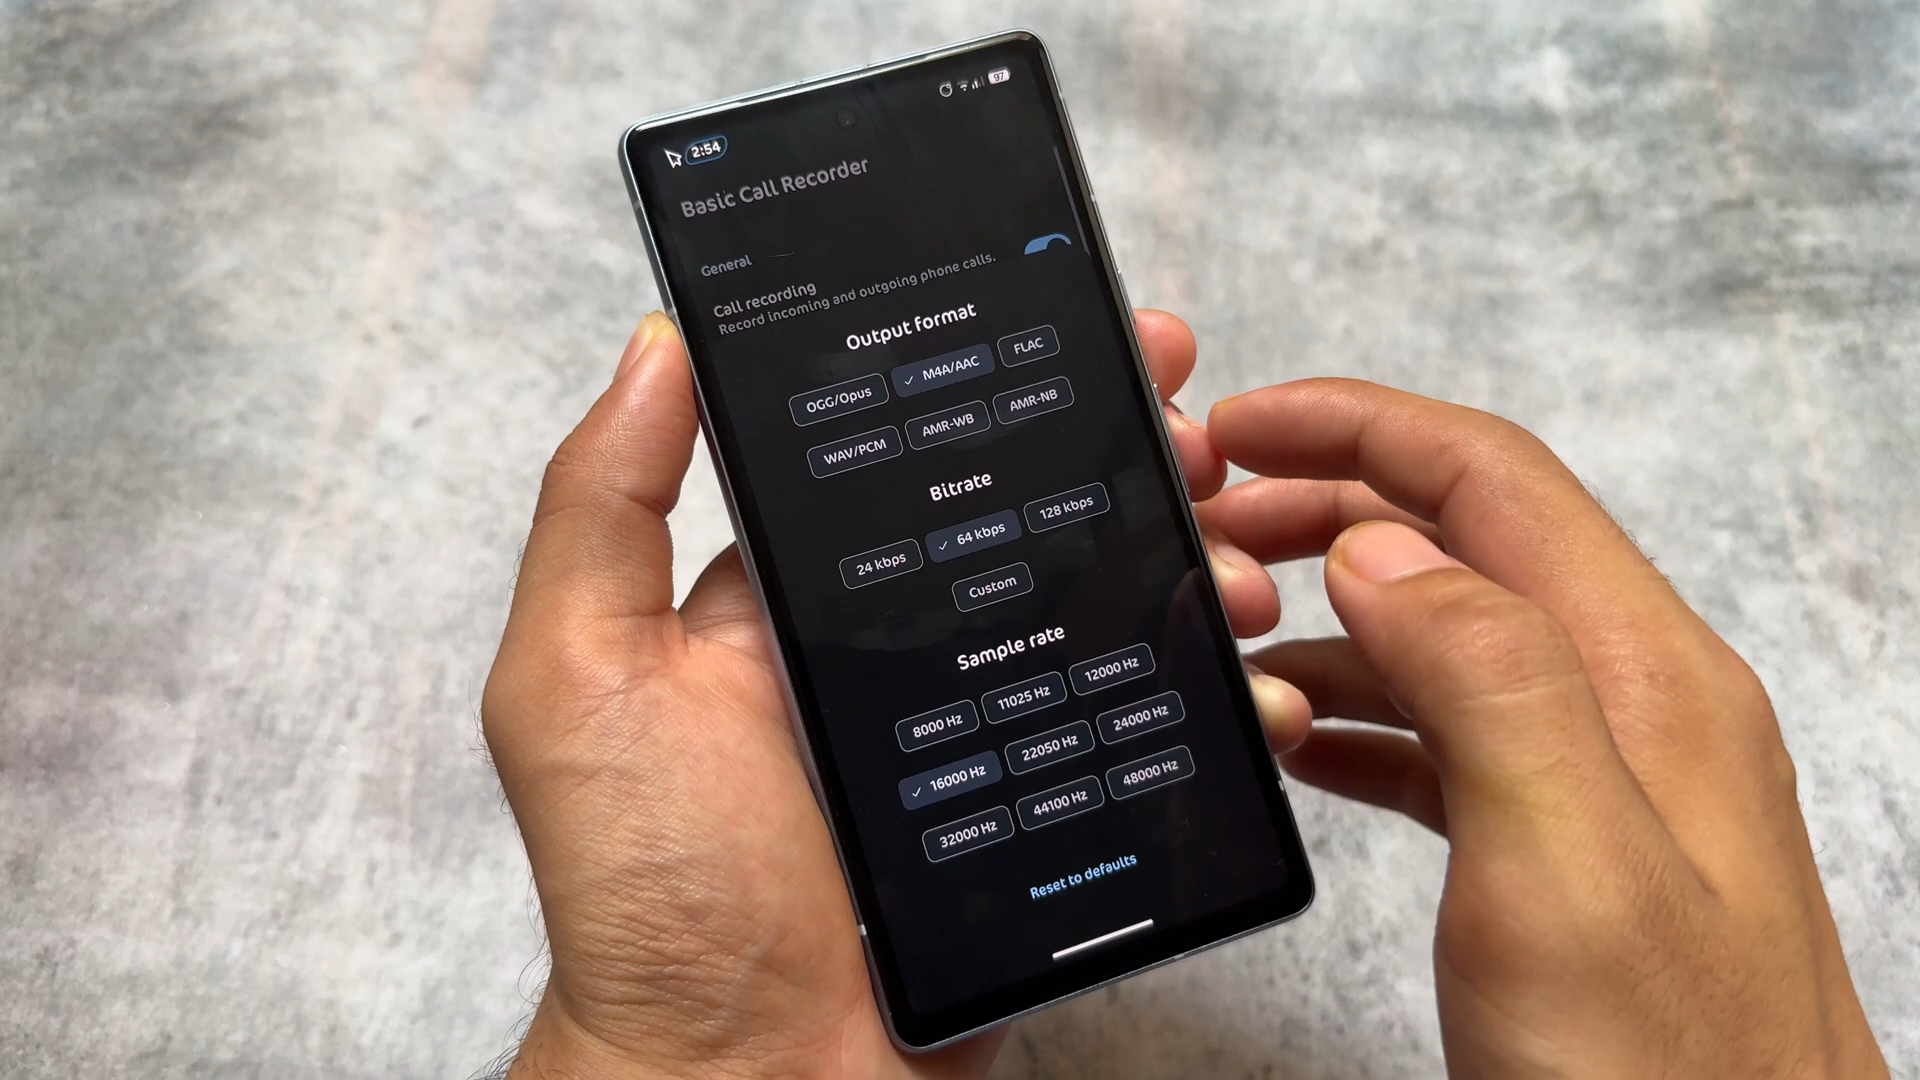 2:54
97
Basic Call Recorder
General
Call recording
Record incoming and outgoing phone calls.
Output format
OGG/Opus
M4A/AAC
FLAC
WAV/PCM
AMR-WB
AMR-NB
Bitrate
24 kbps
64 kbps
128 kbps
Custom
Sample rate
8000 Hz
11025 Hz
12000 Hz
16000 Hz
22050 Hz
24000 Hz
32000 Hz
44100 Hz
48000 Hz
Reset to defaults